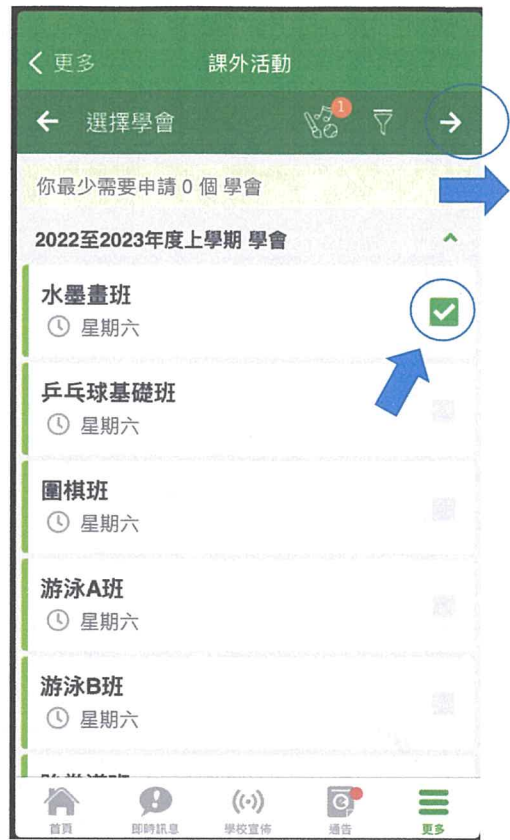 更多 課外活動
選擇學會 1
你最少需要申請 0 個 學會
2022至2023年度上學期 學會
水墨畫班
星期六
乒乓球基礎班
星期六
圍棋班
星期六
游泳A班
星期六
游泳B班
星期六
首頁 即時訊息 學校宣佈 通告 更多